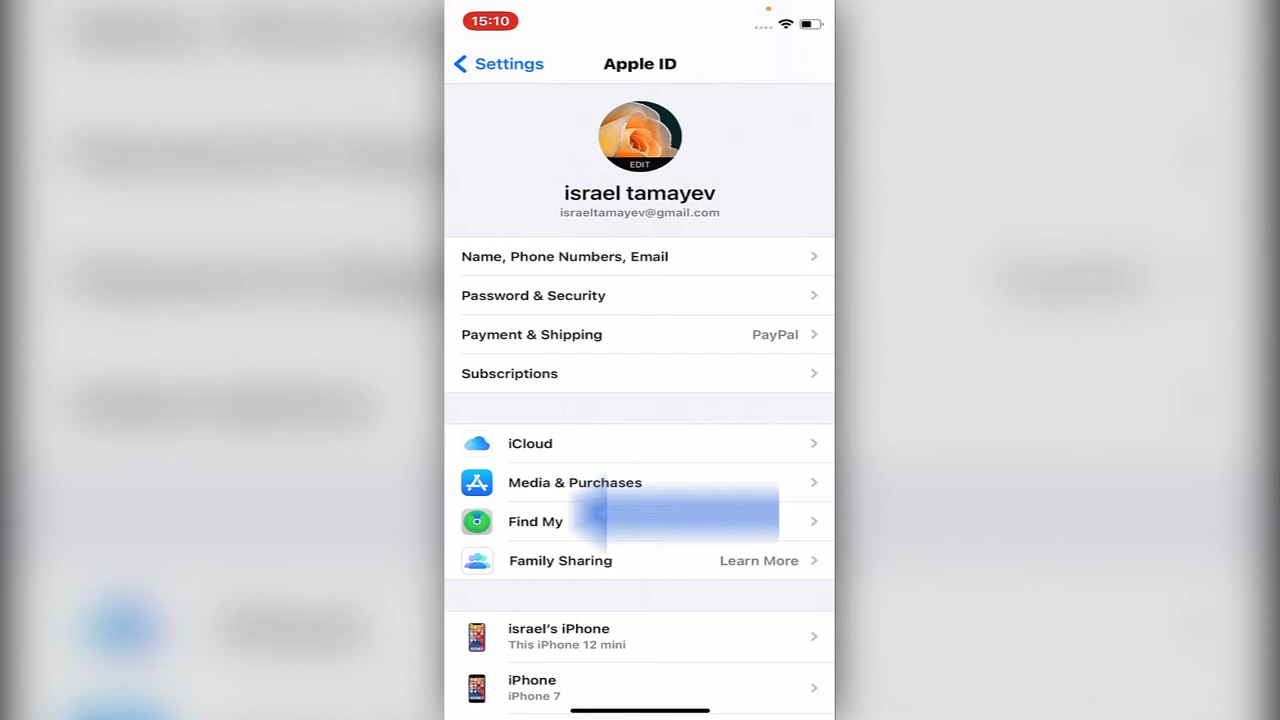 15:10
Settings
Apple ID
EDIT
israel tamayev
israeltamayev@gmail.com
Name, Phone Numbers, Email
Password & Security
Payment & Shipping PayPal
Subscriptions
iCloud
Media & Purchases
Find My
Family Sharing Learn More
israel’s iPhone
This iPhone 12 mini
iPhone
iPhone 7